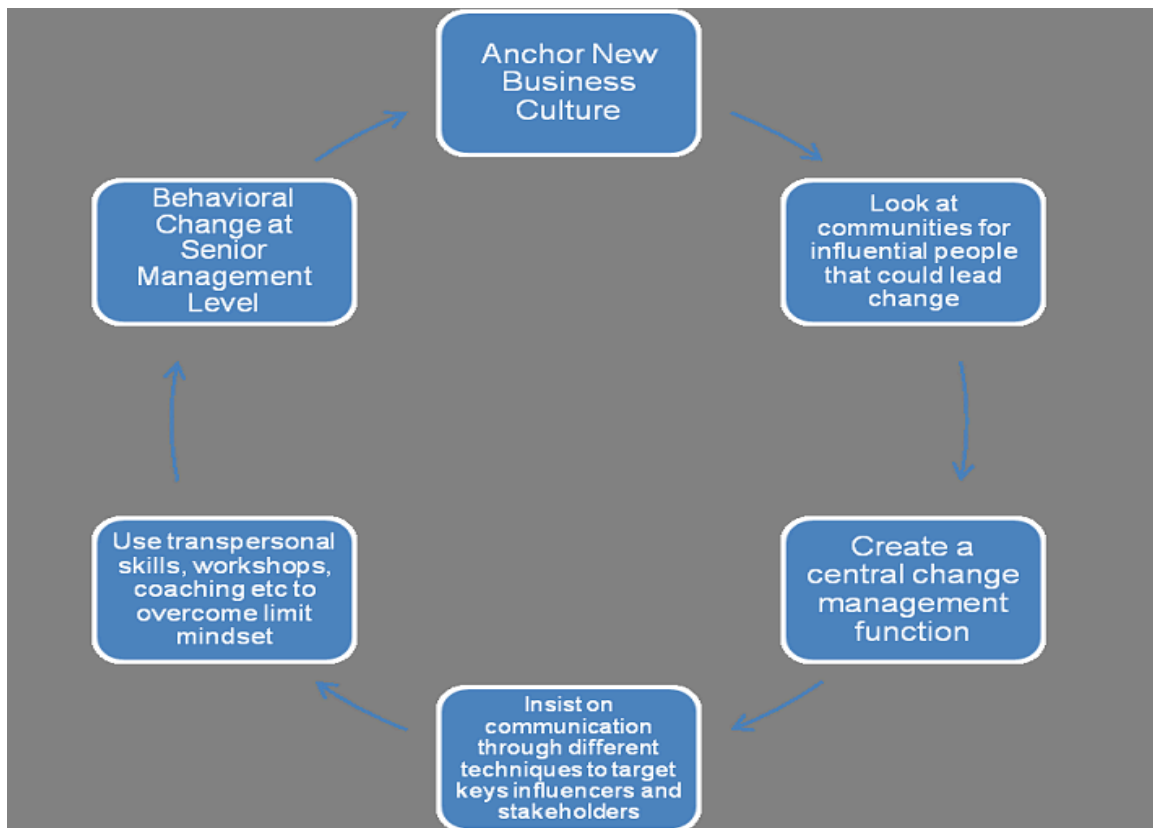 Anchor New
Business
Culture
Look at
communities for
influential people
that could lead
change
Create a
central change
management
function
Insist on
communication
through different
techniques to target
keys influencers and
stakeholders
Use transpersonal
skills, workshops,
coaching etc to
overcome limit
mindset
Behavioral
Change at
Senior
Management
Level